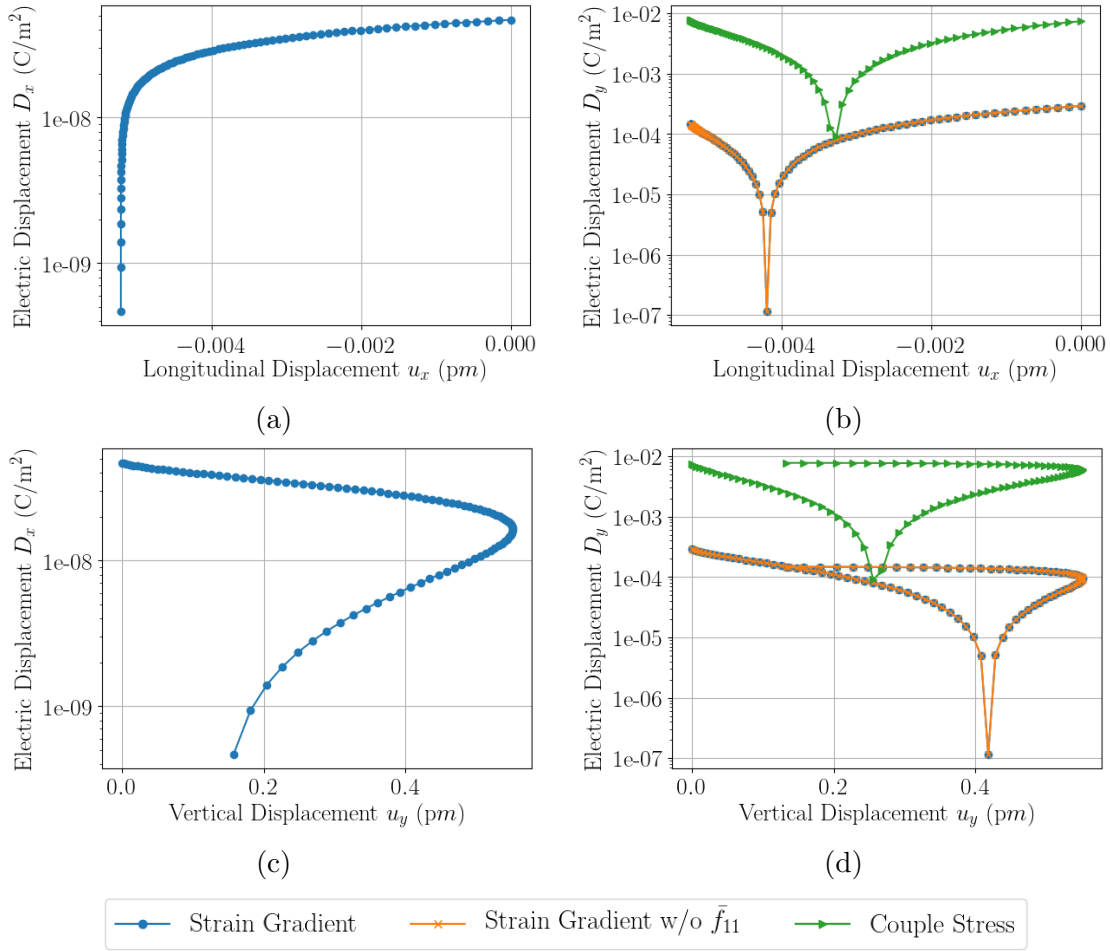 Electric Displacement $D_x$ (C/m$^2$)
1e-08
1e-09
−0.004 −0.002 0.000
Longitudinal Displacement $u_x$ (p$m$)
(a)
Electric Displacement $D_y$ (C/m$^2$)
1e-02
1e-03
1e-04
1e-05
1e-06
1e-07
−0.004 −0.002 0.000
Longitudinal Displacement $u_x$ (p$m$)
(b)
Electric Displacement $D_x$ (C/m$^2$)
1e-08
1e-09
0.0 0.2 0.4
Vertical Displacement $u_y$ (p$m$)
(c)
Electric Displacement $D_y$ (C/m$^2$)
1e-02
1e-03
1e-04
1e-05
1e-06
1e-07
0.0 0.2 0.4
Vertical Displacement $u_y$ (p$m$)
(d)
Strain Gradient Strain Gradient w/o $\bar{f}_{11}$ Couple Stress